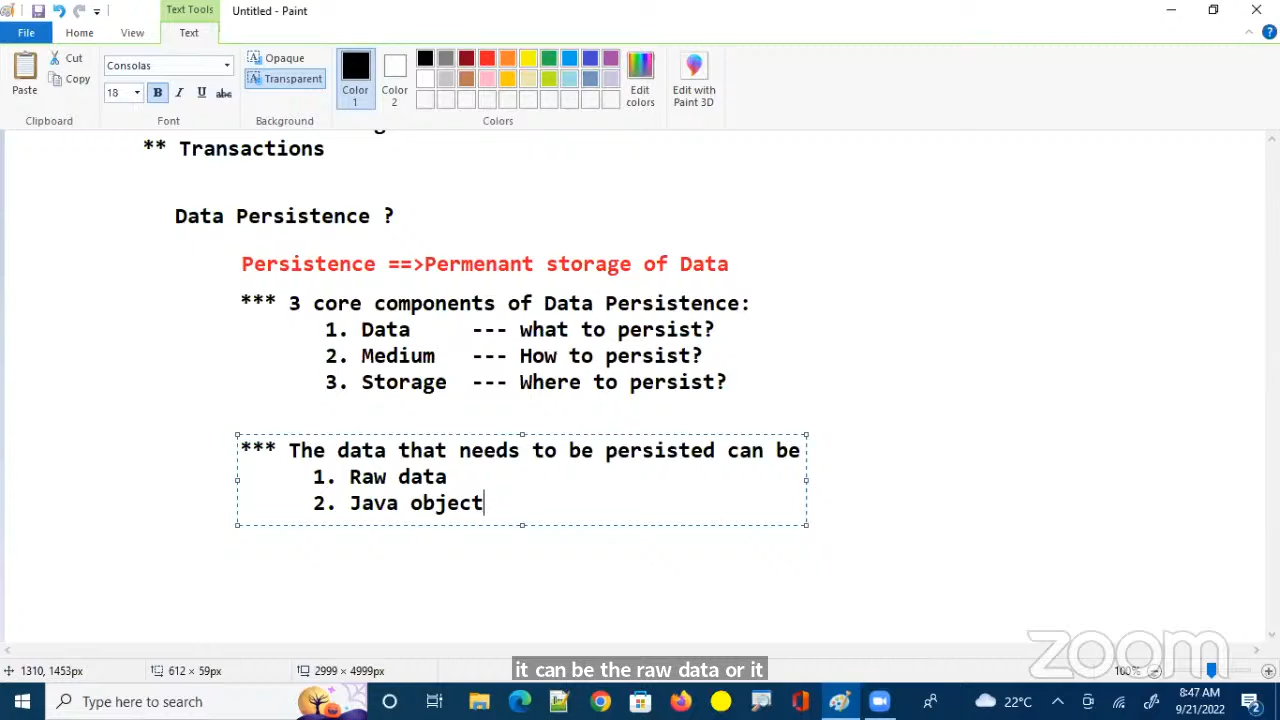 Text Tools
Untitled - Paint
File
Home
View
Text
Paste
Cut
Copy
Clipboard
Consolas
18
B I U abc
Font
Opaque
Transparent
Background
Color 1
Color 2
Edit colors
Colors
Edit with Paint 3D
** Transactions
Data Persistence ?
Persistence ==>Permenant storage of Data
*** 3 core components of Data Persistence:
1. Data --- what to persist?
2. Medium --- How to persist?
3. Storage --- Where to persist?
*** The data that needs to be persisted can be
1. Raw data
2. Java object
zoom
it can be the raw data or it
1310, 1453px
612 × 59px
2999 × 4999px
100%
Type here to search
22°C
8:47 AM
9/21/2022
2